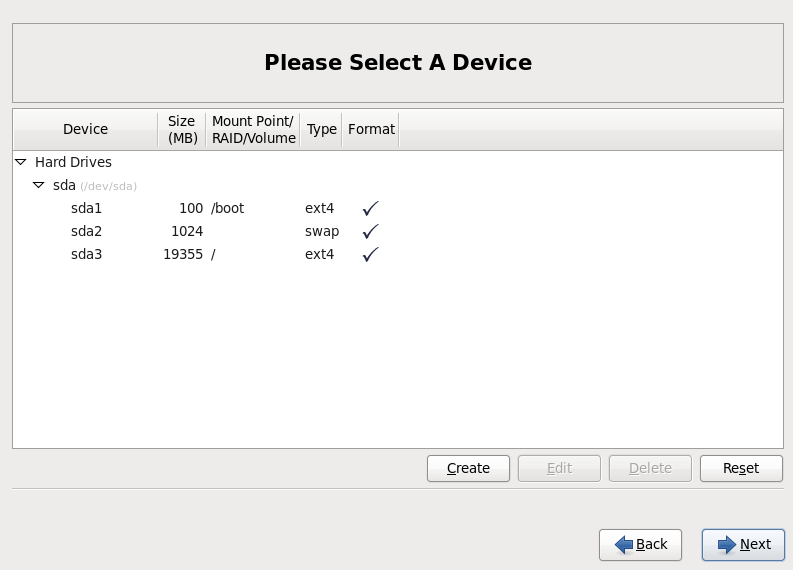 Please Select A Device
Device Size (MB) Mount Point/ RAID/Volume Type Format
Hard Drives
sda (/dev/sda)
sda1 100 /boot ext4
sda2 1024 swap
sda3 19355 / ext4
Create Edit Delete Reset
Back Next